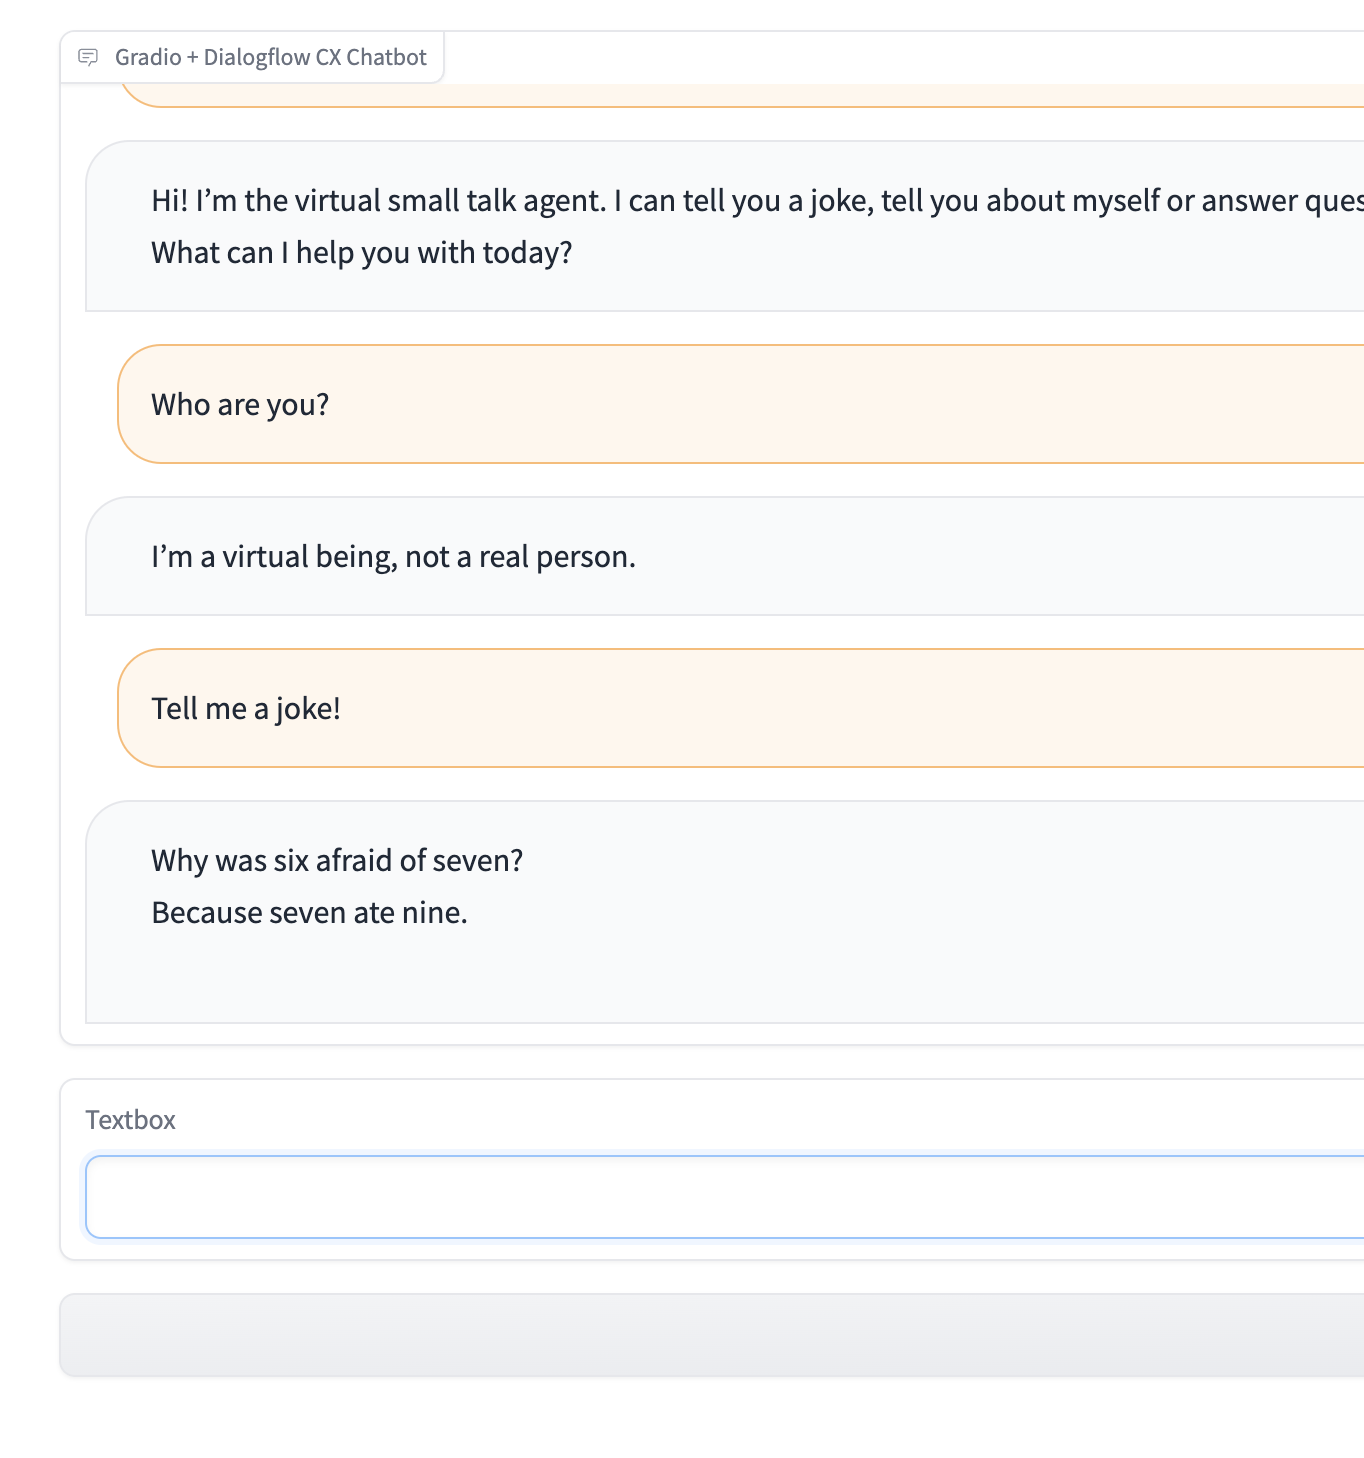 Gradio + Dialogflow CX Chatbot
Hi! I’m the virtual small talk agent. I can tell you a joke, tell you about myself or answer
What can I help you with today?
Who are you?
I’m a virtual being, not a real person.
Tell me a joke!
Why was six afraid of seven?
Because seven ate nine.
Textbox